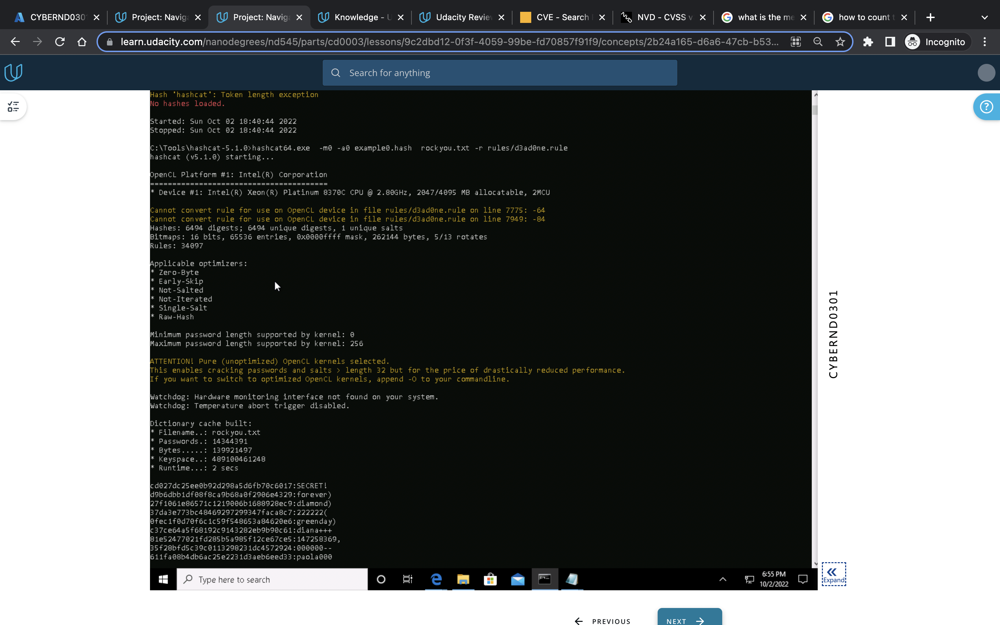 CYBERND030
Project: Navig
Project: Navig
Knowledge - U
Udacity Review
CVE - Search
NVD - CVSS v
what is the me
how to count t
learn.udacity.com/nanodegrees/nd545/parts/cd0003/lessons/9c2dbd12-0f3f-4059-99be-fd70857f91f9/concepts/2b24a165-d6a6-47cb-b53...
Incognito
Search for anything
Hash 'hashcat': Token length exception
No hashes loaded.
Started: Sun Oct 02 18:40:44 2022
Stopped: Sun Oct 02 18:40:44 2022
C:\Tools\hashcat-5.1.0>hashcat64.exe  -m0 -a0 example0.hash  rockyou.txt -r rules/d3ad0ne.rule
hashcat (v5.1.0) starting...
OpenCL Platform #1: Intel(R) Corporation
========================================
* Device #1: Intel(R) Xeon(R) Platinum 8370C CPU @ 2.80GHz, 2047/4095 MB allocatable, 2MCU
Cannot convert rule for use on OpenCL device in file rules/d3ad0ne.rule on line 7775: -64
Cannot convert rule for use on OpenCL device in file rules/d3ad0ne.rule on line 7949: -84
Hashes: 6494 digests; 6494 unique digests, 1 unique salts
Bitmaps: 16 bits, 65536 entries, 0x0000ffff mask, 262144 bytes, 5/13 rotates
Rules: 34097
Applicable optimizers:
* Zero-Byte
* Early-Skip
* Not-Salted
* Not-Iterated
* Single-Salt
* Raw-Hash
Minimum password length supported by kernel: 0
Maximum password length supported by kernel: 256
ATTENTION! Pure (unoptimized) OpenCL kernels selected.
This enables cracking passwords and salts > length 32 but for the price of drastically reduced performance.
If you want to switch to optimized OpenCL kernels, append -O to your commandline.
Watchdog: Hardware monitoring interface not found on your system.
Watchdog: Temperature abort trigger disabled.
Dictionary cache built:
* Filename..: rockyou.txt
* Passwords.: 14344391
* Bytes.....: 139921497
* Keyspace..: 489100461248
* Runtime...: 2 secs
cd027dc25ee0b92d298a5d6fb70c6017:SECRET!
d9b6dbb1df08f8ca9b68a0f2906e4329:forever)
27f1061e86571c1219006b1688928ec9:diamond)
37da3e773bc48469297299347faca8c7:222222(
0fec1f0d70f6c1c59f548653a84620e6:greenday)
c37ce64a5f68192c9143282eb9b90c61:diana+++
81e52477021fd285b5a985f12ce67ce5:147258369,
35f28bfd5c39c0113298231dc4572924:000000--
611fa08b4db6ac25e2231d3aeb6eed33:paola000
Type here to search
6:55 PM
10/2/2022
CYBERND0301
Expand
PREVIOUS
NEXT